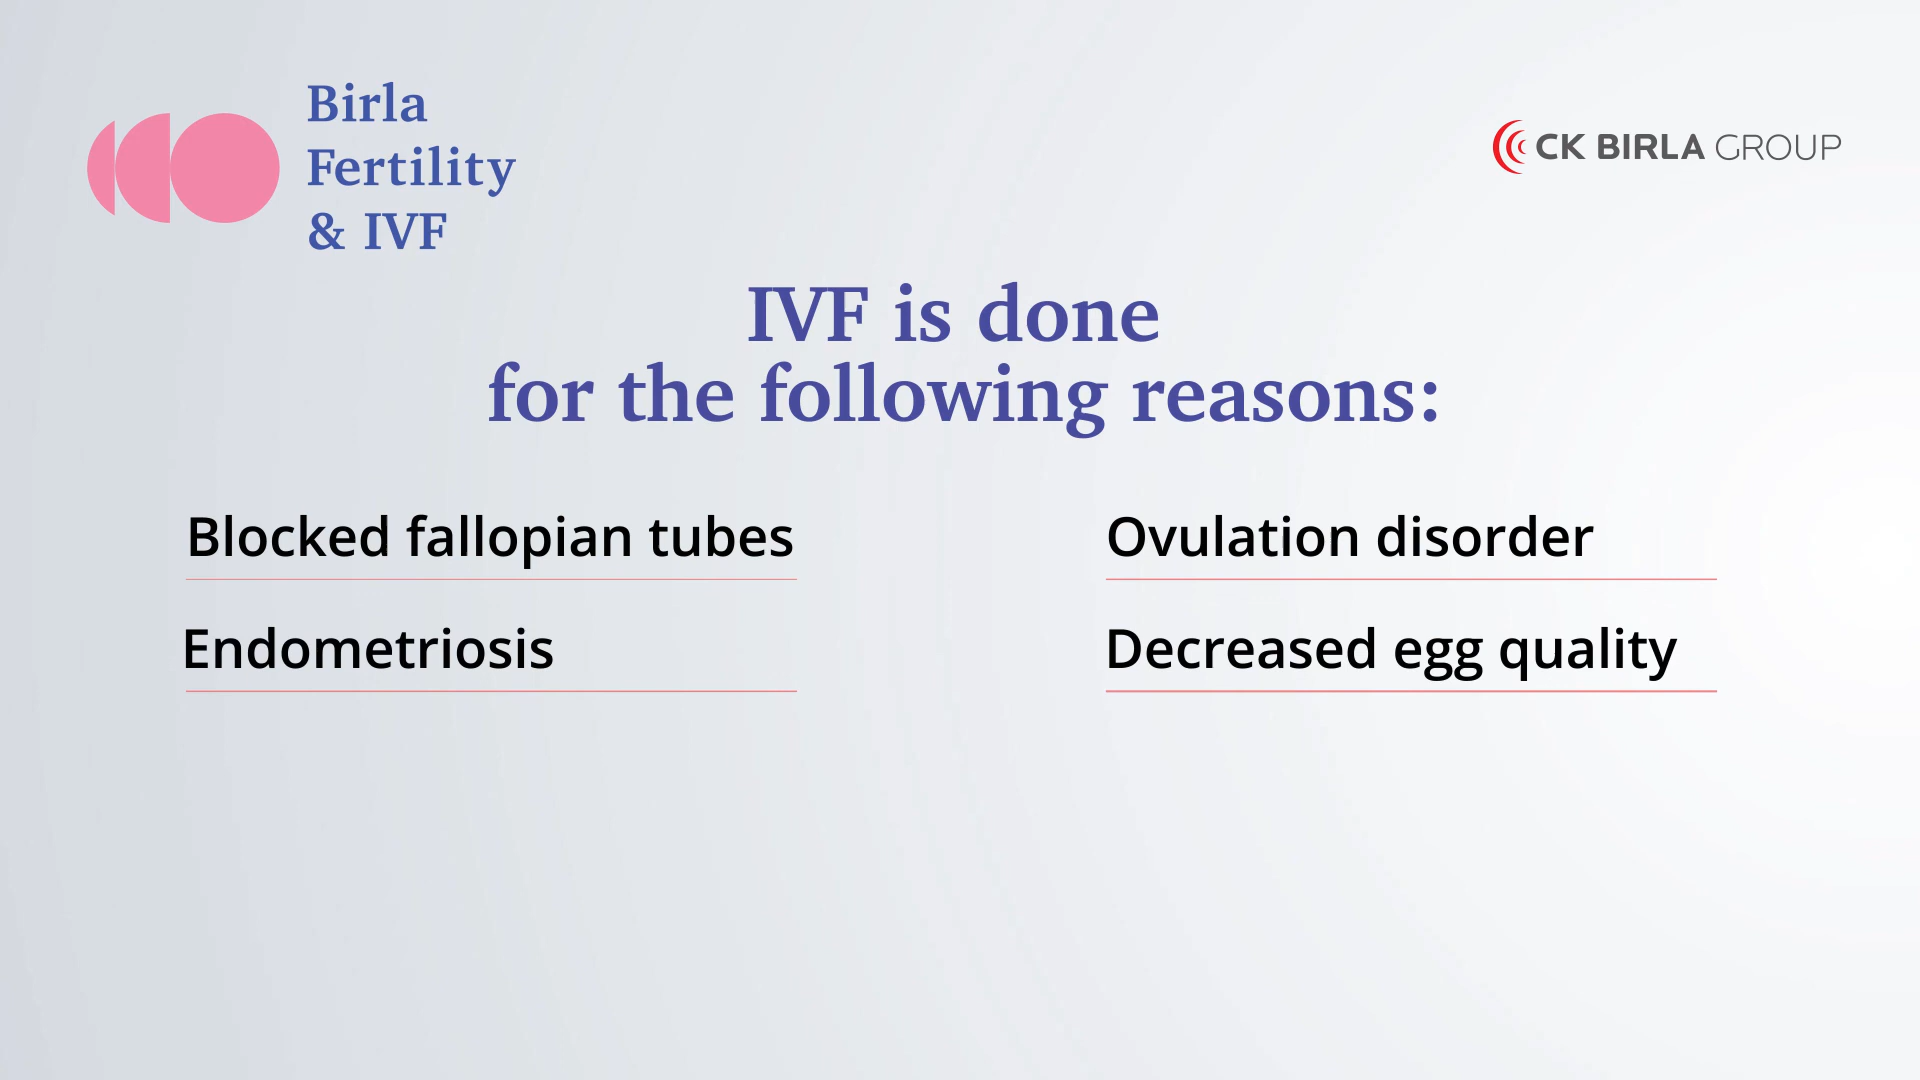 Birla
Fertility
& IVF
CK BIRLA GROUP
IVF is done
for the following reasons:
Blocked fallopian tubes
Ovulation disorder
Endometriosis
Decreased egg quality